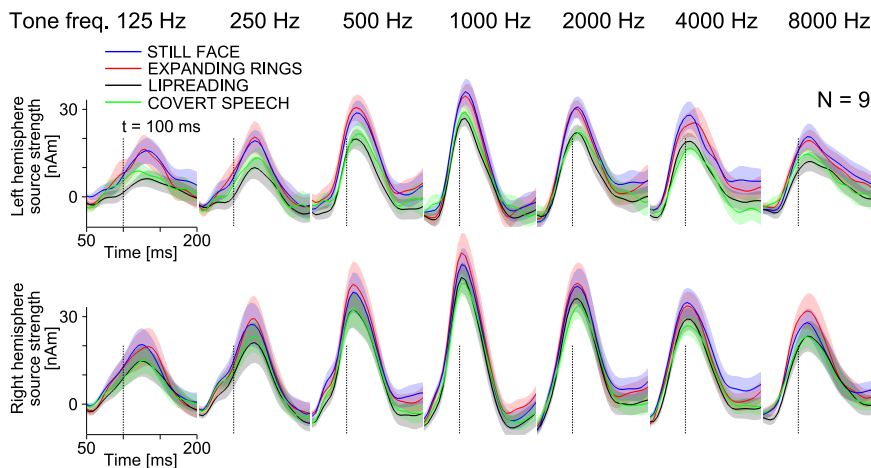 Tone freq. 125 Hz 250 Hz 500 Hz 1000 Hz 2000 Hz 4000 Hz 8000 Hz
STILL FACE
EXPANDING RINGS
LIPREADING
COVERT SPEECH
N = 9
t = 100 ms
Left hemisphere
source strength
[nAm]
30
0
50 200
Time [ms]
Right hemisphere
source strength
[nAm]
30
0
50 200
Time [ms]